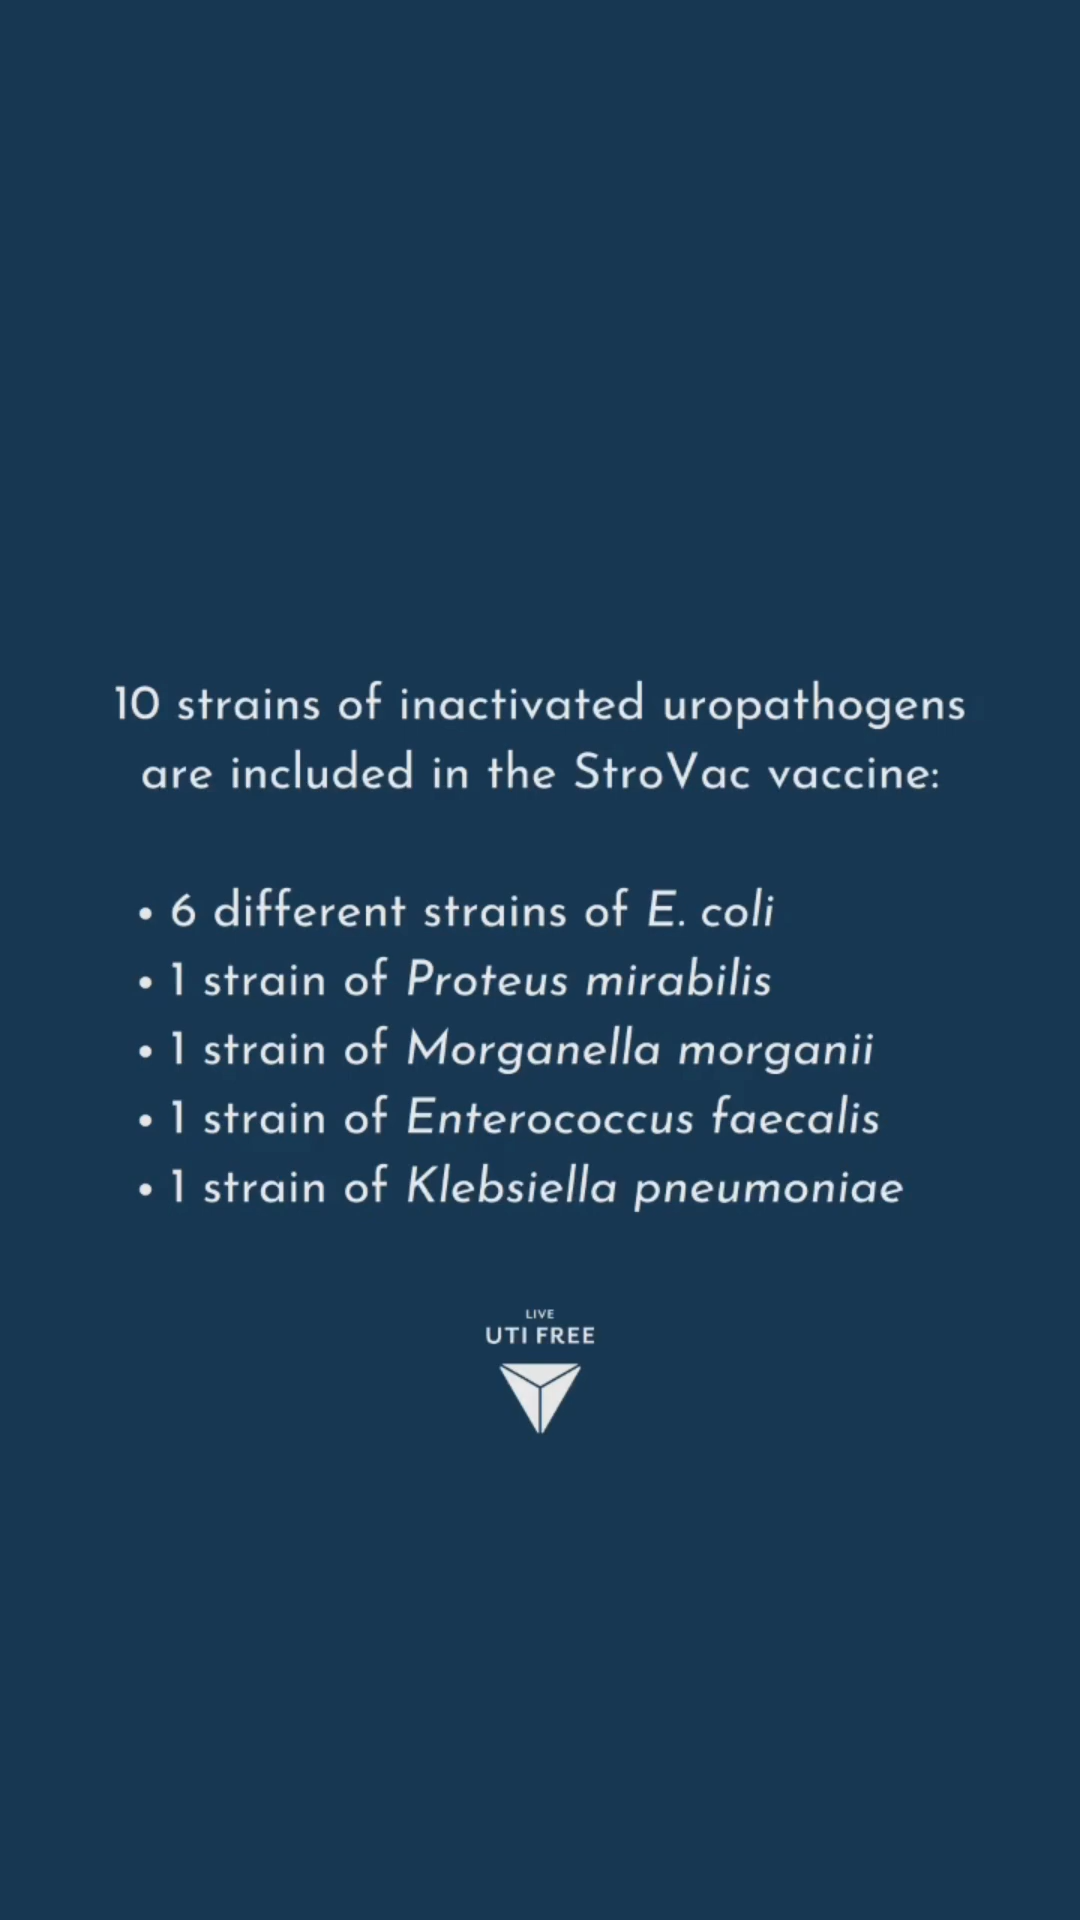 10 strains of inactivated uropathogens
are included in the StroVac vaccine:
• 6 different strains of E. coli
• 1 strain of Proteus mirabilis
• 1 strain of Morganella morganii
• 1 strain of Enterococcus faecalis
• 1 strain of Klebsiella pneumoniae
LIVE
UTI FREE